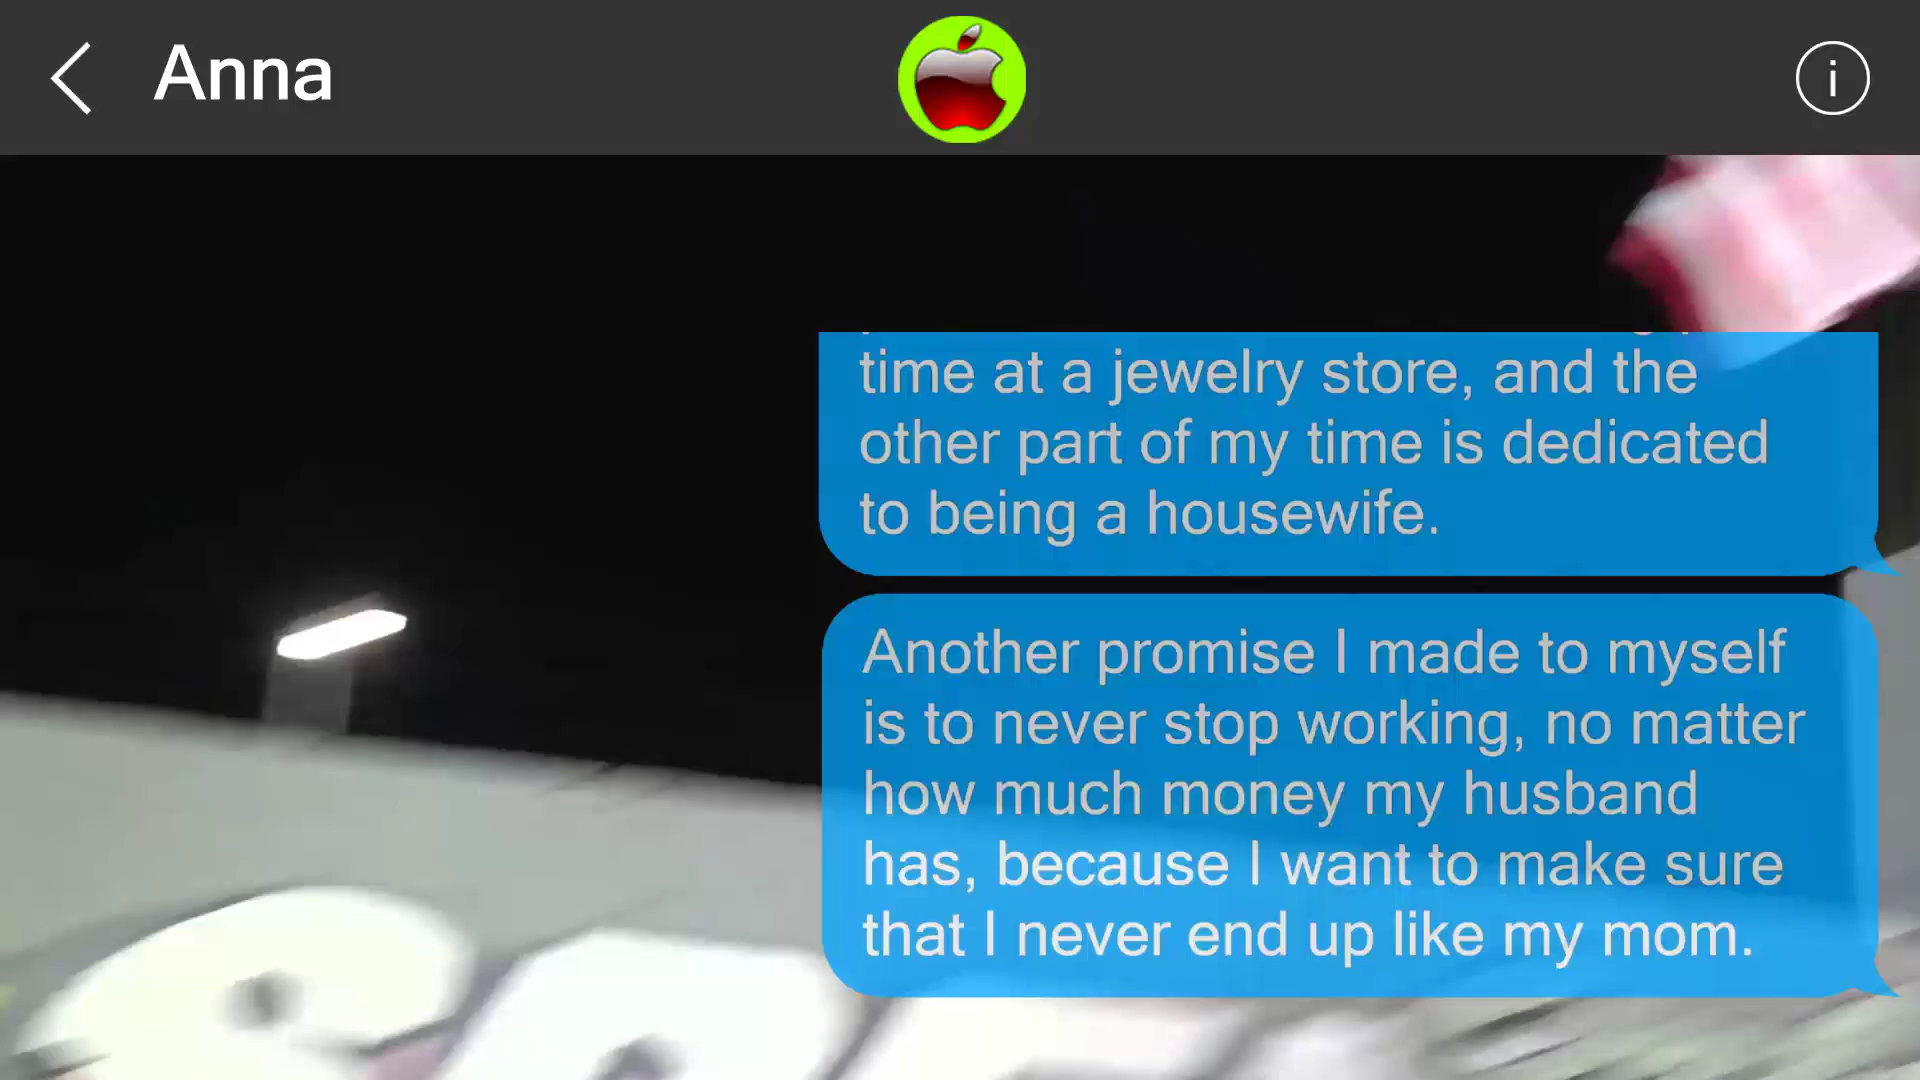 Anna
time at a jewelry store, and the
other part of my time is dedicated
to being a housewife.
Another promise I made to myself
is to never stop working, no matter
how much money my husband
has, because I want to make sure
that I never end up like my mom.